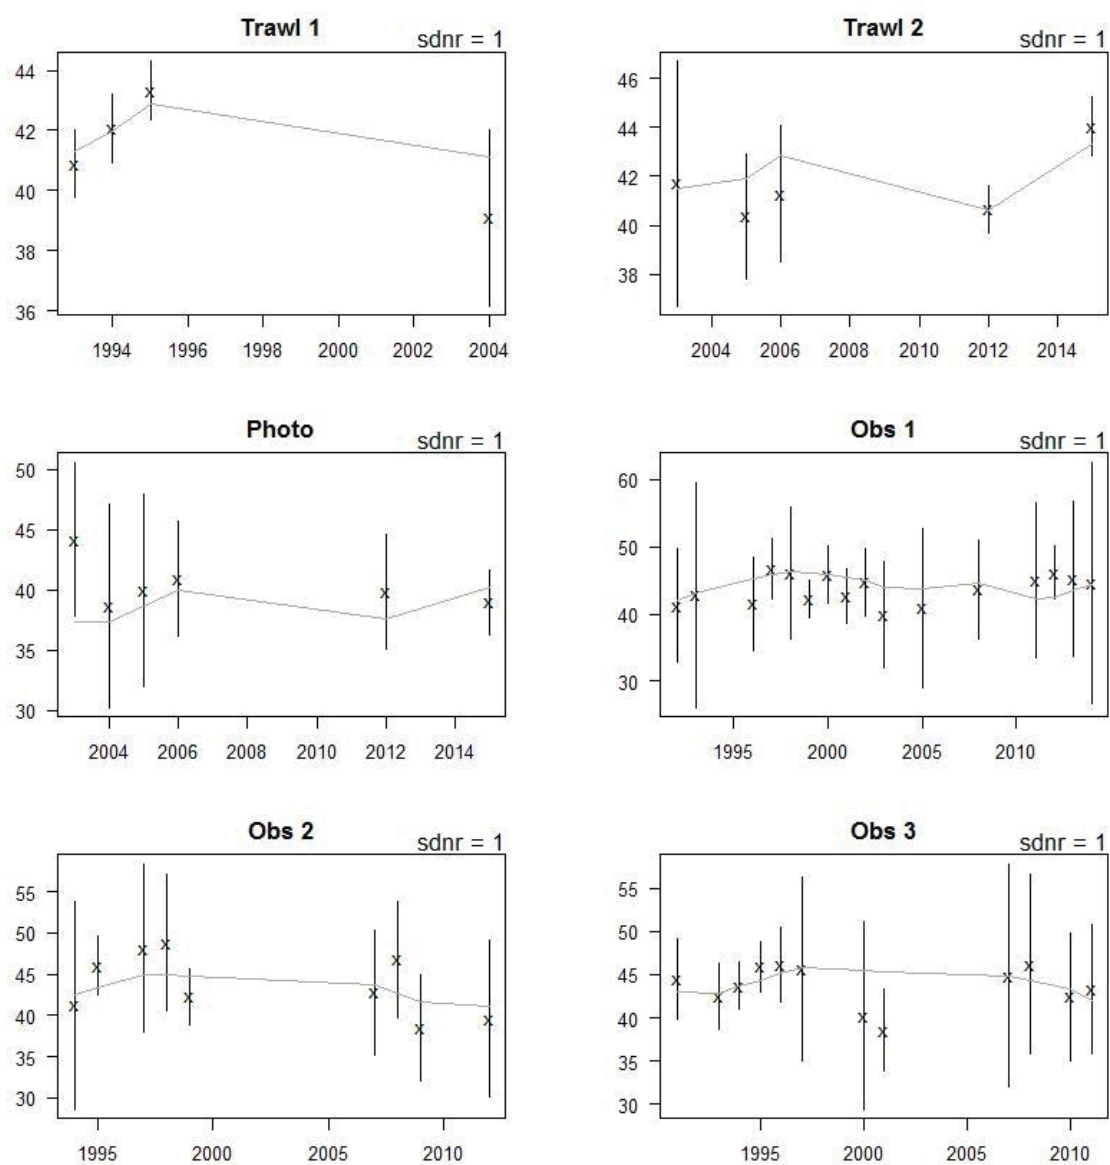 Trawl 1
sdnr = 1
44
42
40
38
36
1994 1996 1998 2000 2002 2004
Trawl 2
sdnr = 1
46
44
42
40
38
2004 2006 2008 2010 2012 2014
Photo
sdnr = 1
50
45
40
35
30
2004 2006 2008 2010 2012 2014
Obs 1
sdnr = 1
60
50
40
30
1995 2000 2005 2010
Obs 2
sdnr = 1
55
50
45
40
35
30
1995 2000 2005 2010
Obs 3
sdnr = 1
55
50
45
40
35
30
1995 2000 2005 2010